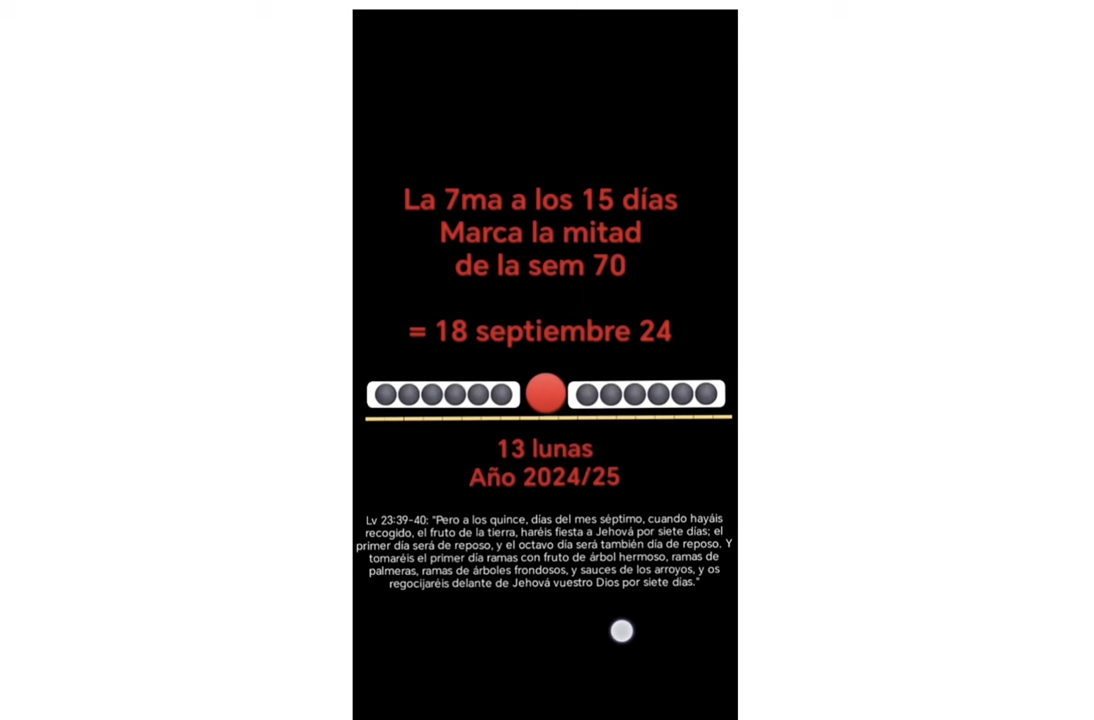 La 7ma a los 15 días
Marca la mitad
de la sem 70
= 18 septiembre 24
13 lunas
Año 2024/25
Lv 23:39-40: "Pero a los quince, días del mes séptimo, cuando hayáis
recogido, el fruto de la tierra, haréis fiesta a Jehová por siete días; el
primer día será de reposo, y el octavo día será también día de reposo. Y
tomaréis el primer día ramas con fruto de árbol hermoso, ramas de
palmeras, ramas de árboles frondosos, y sauces de los arroyos, y os
regocijaréis delante de Jehová vuestro Dios por siete días."